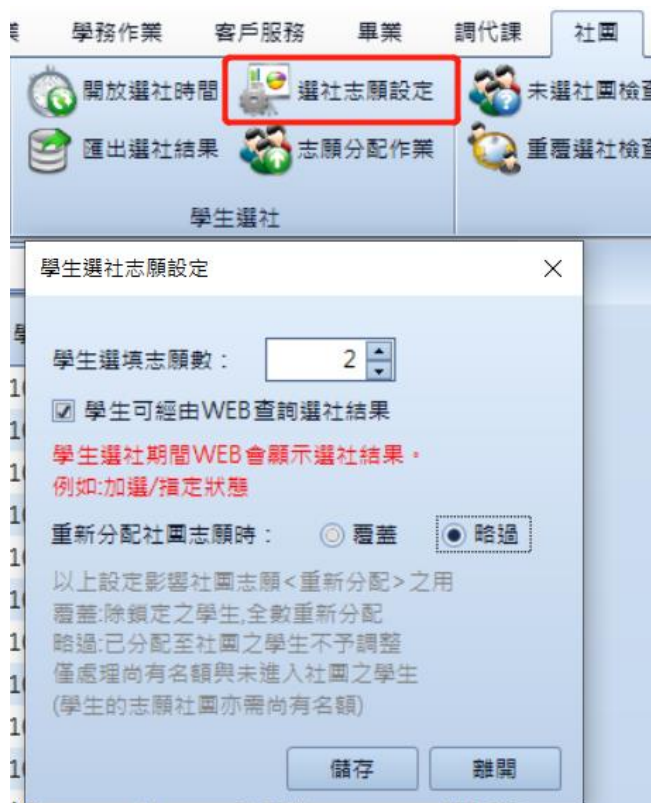 學務作業 客戶服務 畢業 調代課 社團
開放選社時間 選社志願設定 未選社團檢查
匯出選社結果 志願分配作業 重覆選社檢查
學生選社
學生選社志願設定
學生選填志願數： 2
學生可經由WEB查詢選社結果
學生選社期間WEB會顯示選社結果。
例如:加選/指定狀態
重新分配社團志願時： 覆蓋 略過
以上設定影響社團志願<重新分配>之用
覆蓋:除鎖定之學生,全數重新分配
略過:已分配至社團之學生不予調整
僅處理尚有名額與未進入社團之學生
(學生的志願社團亦需尚有名額)
儲存 離開